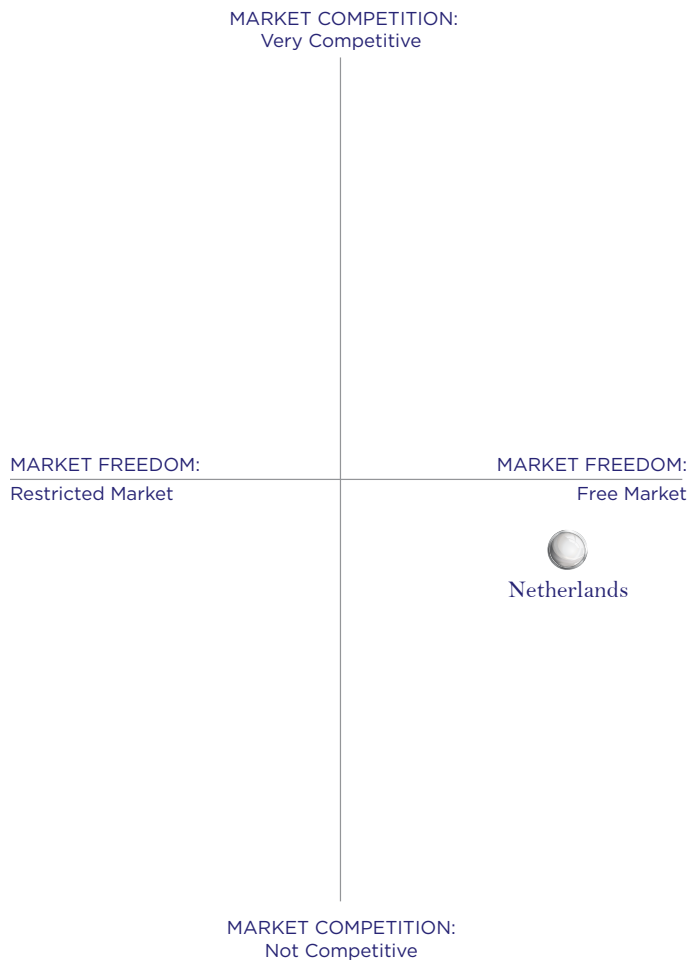 MARKET COMPETITION:
Very Competitive
MARKET FREEDOM:
Restricted Market
MARKET FREEDOM:
Free Market
Netherlands
MARKET COMPETITION:
Not Competitive